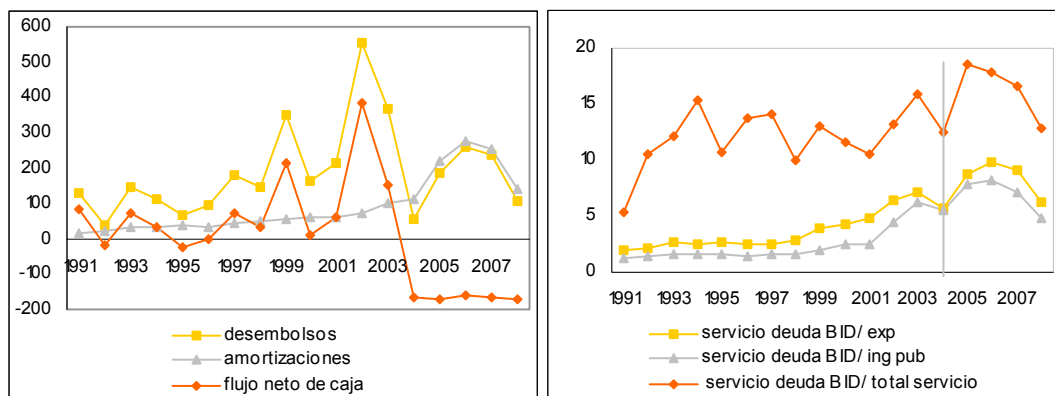 600
500
400
300
200
100
0
-100
-200
1991 1993 1995 1997 1999 2001 2003 2005 2007
desembolsos
amortizaciones
flujo neto de caja
20
15
10
5
0
1991 1993 1995 1997 1999 2001 2003 2005 2007
servicio deuda BID/ exp
servicio deuda BID/ ing pub
servicio deuda BID/ total servicio